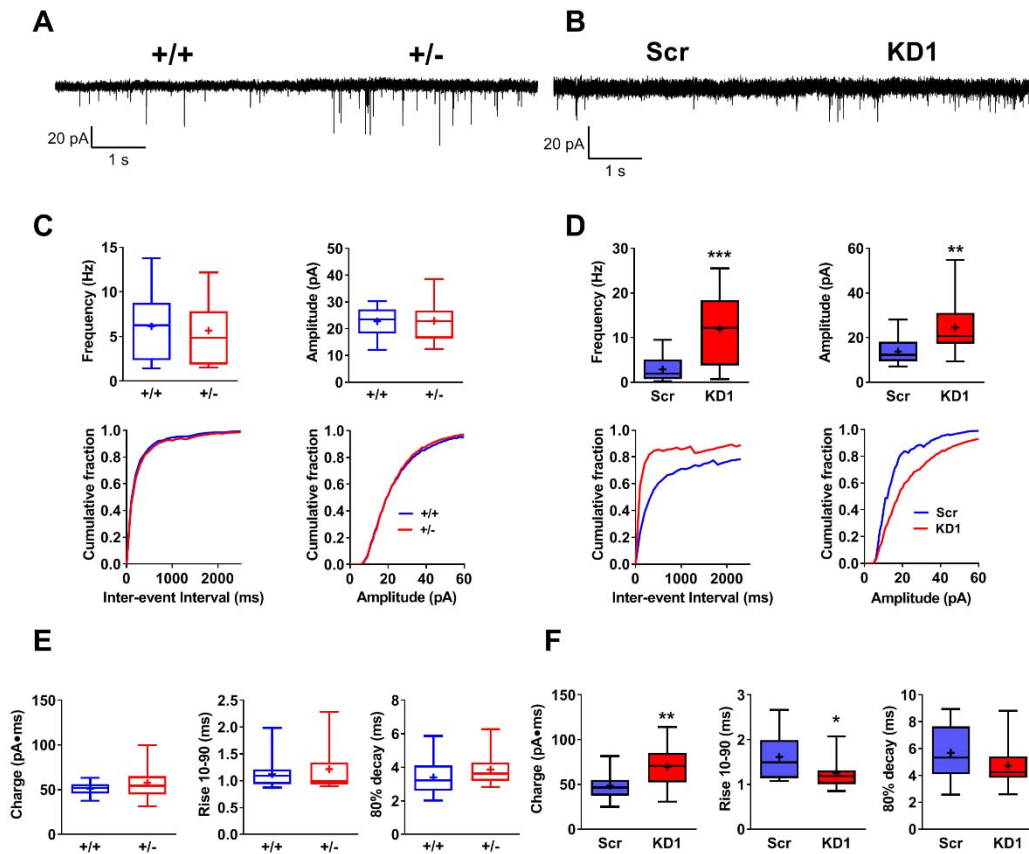 A
+/+
+/-
20 pA
1 s
B
Scr
KD1
20 pA
1 s
C
Frequency (Hz)
15
10
5
0
+/+
+/-
Amplitude (pA)
50
40
30
20
10
0
+/+
+/-
Cumulative fraction
1.0
0.8
0.6
0.4
0.2
0.0
0
1000
2000
Inter-event Interval (ms)
Cumulative fraction
1.0
0.8
0.6
0.4
0.2
0.0
0
20
40
60
Amplitude (pA)
+/+
+/-
D
Frequency (Hz)
30
20
10
0
***
Scr
KD1
Amplitude (pA)
60
40
20
0
**
Scr
KD1
Cumulative fraction
1.0
0.8
0.6
0.4
0.2
0.0
0
1000
2000
Inter-event Interval (ms)
Cumulative fraction
1.0
0.8
0.6
0.4
0.2
0.0
0
20
40
60
Amplitude (pA)
Scr
KD1
E
Charge (pA•ms)
150
100
50
0
+/+
+/-
Rise 10-90 (ms)
2.5
2.0
1.5
1.0
0.5
0.0
+/+
+/-
80% decay (ms)
8
6
4
2
0
+/+
+/-
F
Charge (pA•ms)
150
100
50
0
**
Scr
KD1
Rise 10-90 (ms)
3
2
1
0
*
Scr
KD1
80% decay (ms)
10
8
6
4
2
0
Scr
KD1